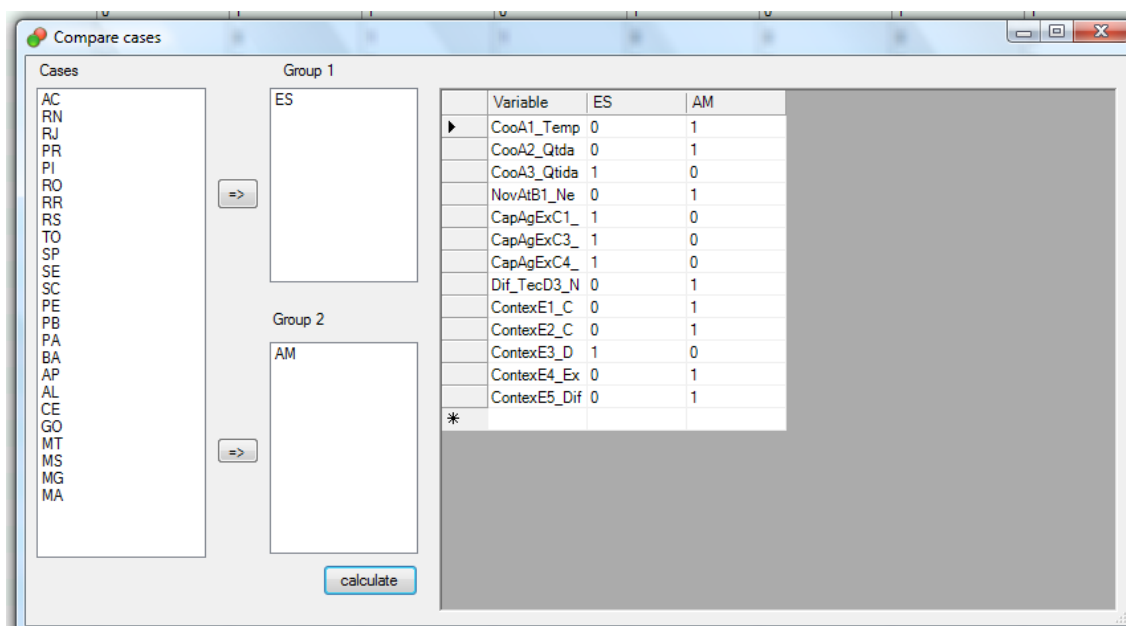 Compare cases
Cases
Group 1
AC
RN
RJ
PR
PI
RO
RR
RS
TO
SP
SE
SC
PE
PB
PA
BA
AP
AL
CE
GO
MT
MS
MG
MA
=>
=>
ES
Group 2
AM
calculate
Variable ES AM
CooA1_Temp 0 1
CooA2_Qtda 0 1
CooA3_Qtida 1 0
NovAtB1_Ne 0 1
CapAgExC1_ 1 0
CapAgExC3_ 1 0
CapAgExC4_ 1 0
Dif_TecD3_N 0 1
ContexE1_C 0 1
ContexE2_C 0 1
ContexE3_D 1 0
ContexE4_Ex 0 1
ContexE5_Dif 0 1